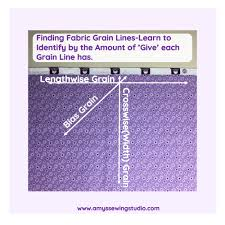 Finding Fabric Grain Lines-Learn to
Identify by the Amount of "Give' each
Grain Line has.
Lengthwise Grain
Bias Grain
Crosswise(Width) Grain
www.amyssewingstudio.com